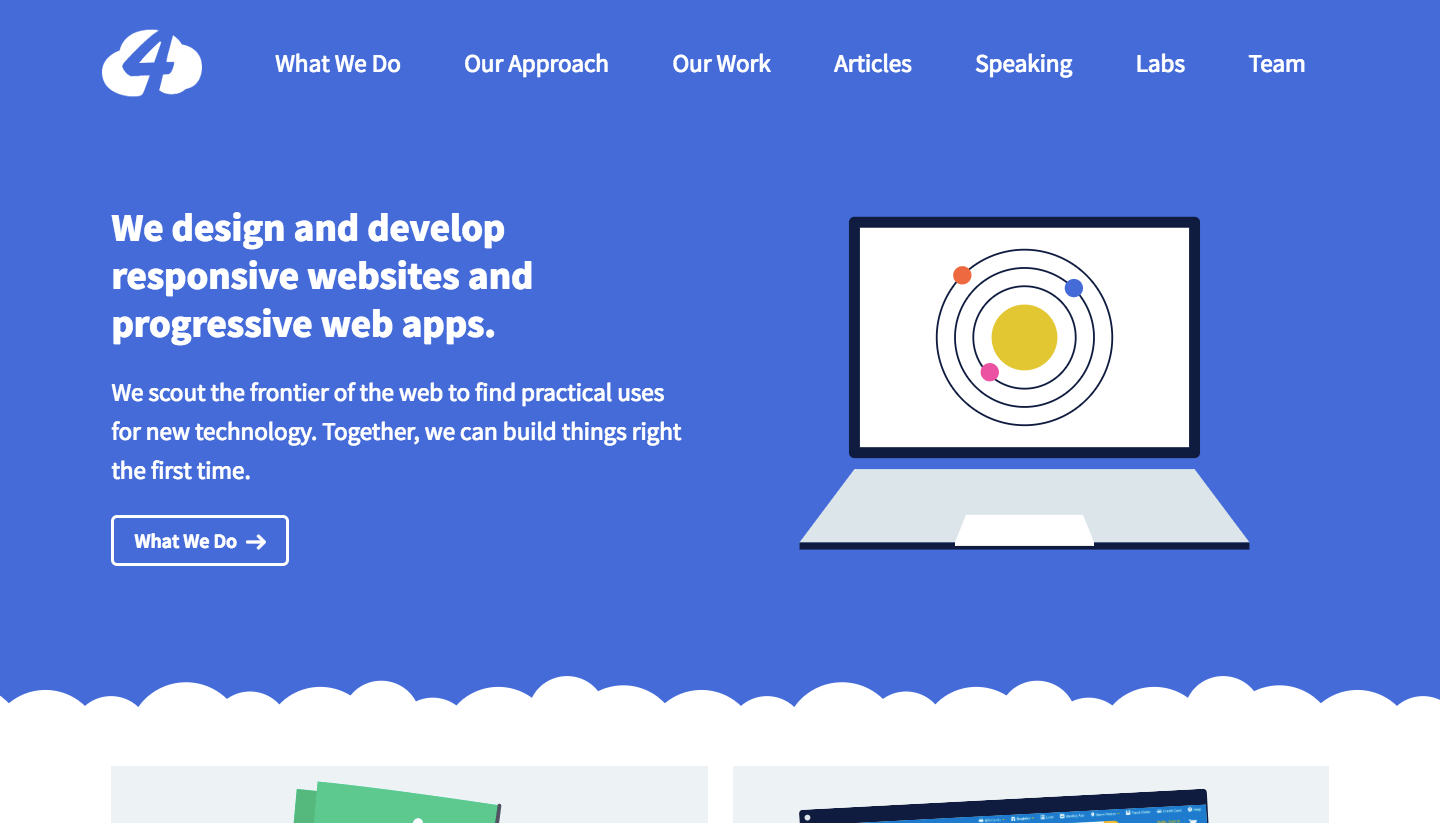 4
What We Do Our Approach Our Work Articles Speaking Labs Team
We design and develop
responsive websites and
progressive web apps.
We scout the frontier of the web to find practical uses
for new technology. Together, we can build things right
the first time.
What We Do →